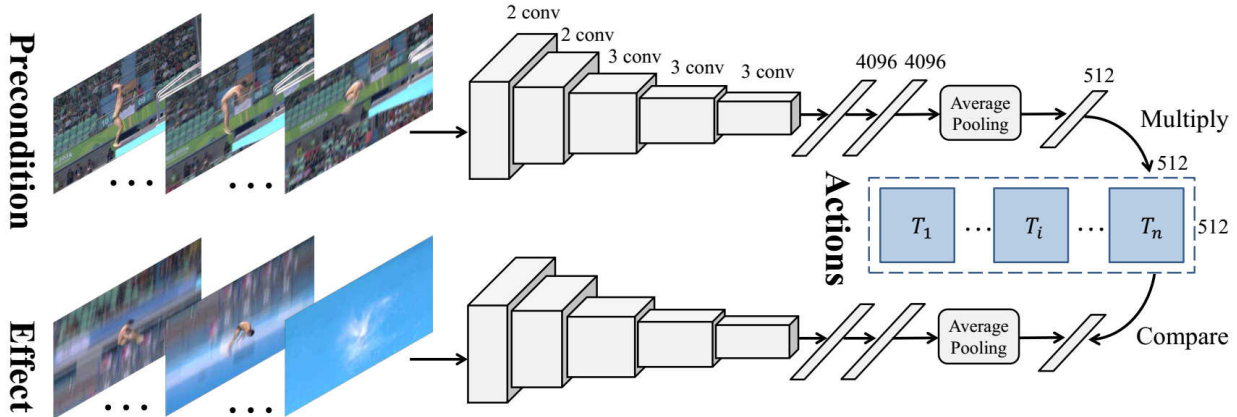 Precondition
2 conv
2 conv
3 conv
3 conv
3 conv
4096
4096
Average
Pooling
512
Multiply
512
Actions
T₁
...
Tᵢ
...
Tₙ
512
Effect
Average
Pooling
Compare